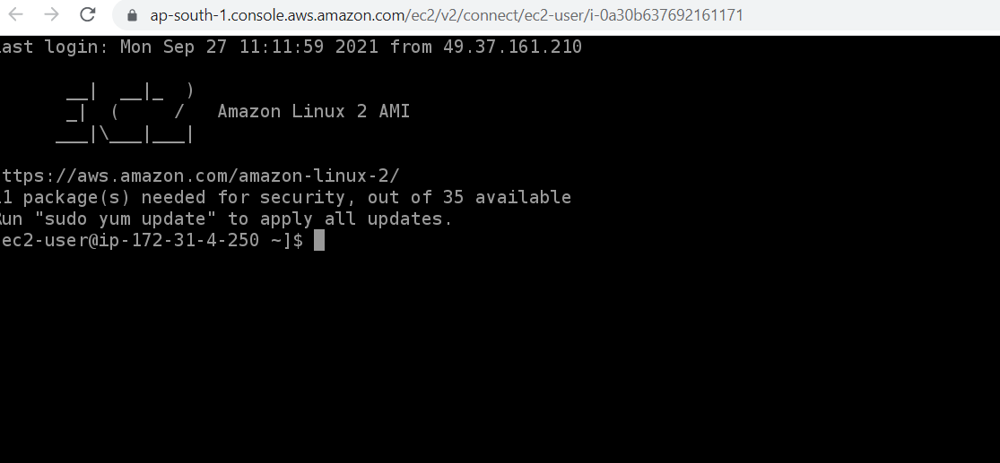 ap-south-1.console.aws.amazon.com/ec2/v2/connect/ec2-user/i-0a30b637692161171
ast login: Mon Sep 27 11:11:59 2021 from 49.37.161.210
__|  __|_  )
_|  (     /   Amazon Linux 2 AMI
___|\___|___|
ttps://aws.amazon.com/amazon-linux-2/
11 package(s) needed for security, out of 35 available
Run "sudo yum update" to apply all updates.
ec2-user@ip-172-31-4-250 ~]$